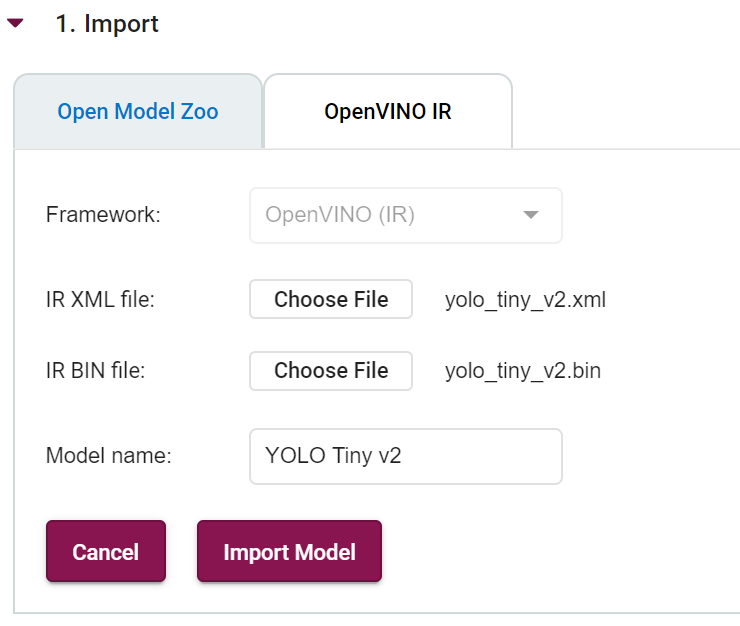 1. Import
Open Model Zoo
OpenVINO IR
Framework: OpenVINO (IR)
IR XML file: Choose File yolo_tiny_v2.xml
IR BIN file: Choose File yolo_tiny_v2.bin
Model name: YOLO Tiny v2
Cancel Import Model